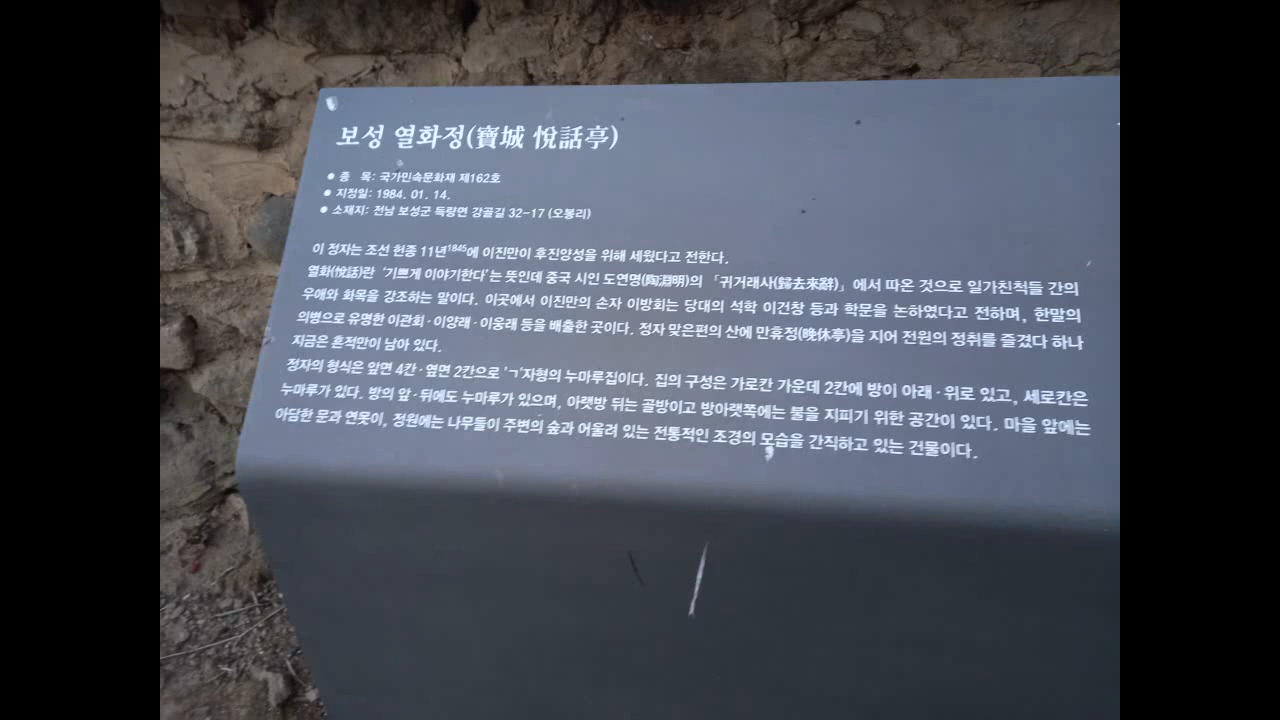 보성 열화정(寶城 悅話亭)
● 종 목: 국가민속문화재 제162호
● 지정일: 1984. 01. 14.
● 소재지: 전남 보성군 득량면 강골길 32-17 (오봉리)
이 정자는 조선 헌종 11년1845에 이진만이 후진양성을 위해 세웠다고 전한다.
열화(悅話)란 '기쁘게 이야기한다'는 뜻인데 중국 시인 도연명(陶淵明)의 「귀거래사(歸去來辭)」에서 따온 것으로 일가친척들 간의
우애와 화목을 강조하는 말이다. 이곳에서 이진만의 손자 이방회는 당대의 석학 이건창 등과 학문을 논하였다고 전하며, 한말의
의병으로 유명한 이관회·이양래·이웅래 등을 배출한 곳이다. 정자 맞은편의 산에 만휴정(晩休亭)을 지어 전원의 정취를 즐겼다 하나
지금은 흔적만이 남아 있다.
정자의 형식은 앞면 4칸·옆면 2칸으로 'ㄱ'자형의 누마루집이다. 집의 구성은 가로칸 가운데 2칸에 방이 아래·위로 있고, 세로칸은
누마루가 있다. 방의 앞·뒤에도 누마루가 있으며, 아랫방 뒤는 골방이고 방아랫쪽에는 불을 지피기 위한 공간이 있다. 마을 앞에는
아담한 문과 연못이, 정원에는 나무들이 주변의 숲과 어울려 있는 전통적인 조경의 모습을 간직하고 있는 건물이다.